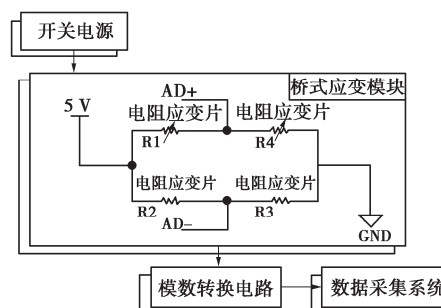 开关电源
桥式应变模块
AD+
5 V
电阻应变片 电阻应变片
R1 R4
电阻应变片 电阻应变片
R2 R3
AD-
GND
模数转换电路 数据采集系统